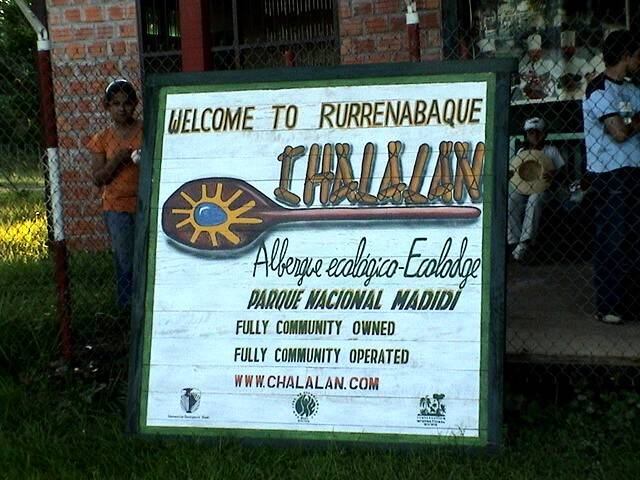 WELCOME TO RURRENABAQUE
CHALALAN
Albergue ecológico-Ecolodge
PARQUE NACIONAL MADIDI
FULLY COMMUNITY OWNED
FULLY COMMUNITY OPERATED
WWW.CHALALAN.COM